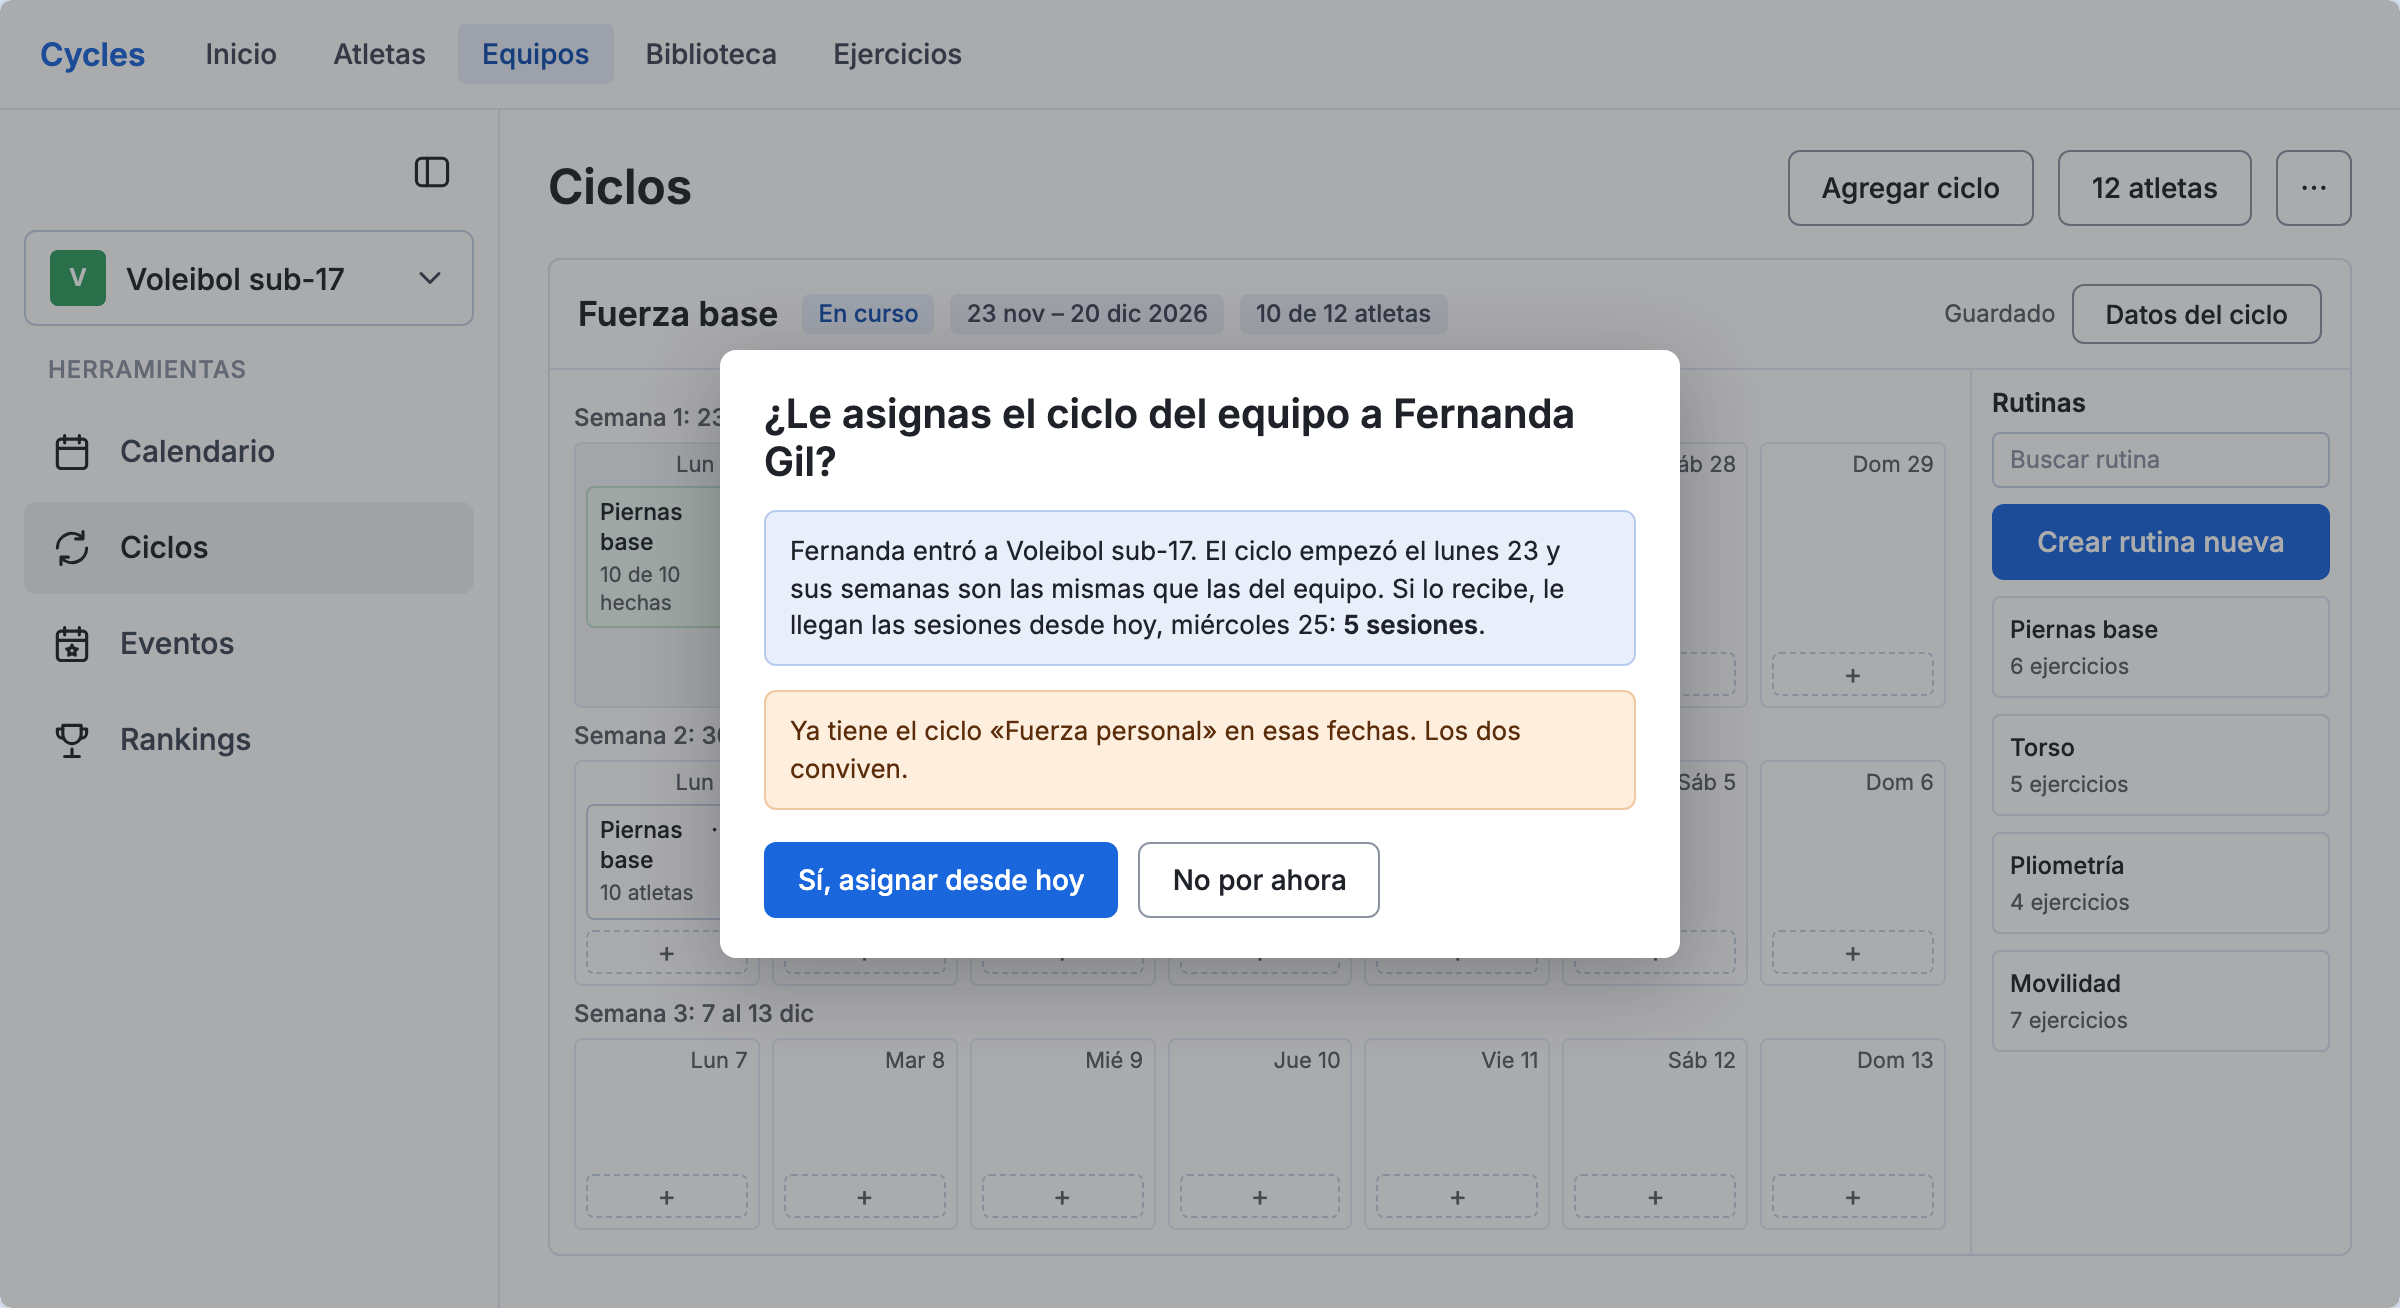 Cycles
Inicio
Atletas
Equipos
Biblioteca
Ejercicios
V
Voleibol sub-17
HERRAMIENTAS
Calendario
Ciclos
Eventos
Rankings
Ciclos
Agregar ciclo
12 atletas
...
Fuerza base
En curso
23 nov – 20 dic 2026
10 de 12 atletas
Guardado
Datos del ciclo
Semana 1: 23
Lun
Piernas
base
10 de 10
hechas
28
Dom 29
+
¿Le asignas el ciclo del equipo a Fernanda
Gil?
Fernanda entró a Voleibol sub-17. El ciclo empezó el lunes 23 y
sus semanas son las mismas que las del equipo. Si lo recibe, le
llegan las sesiones desde hoy, miércoles 25: 5 sesiones.
Ya tiene el ciclo «Fuerza personal» en esas fechas. Los dos
conviven.
Sí, asignar desde hoy
No por ahora
Semana 2:
Lun
Piernas
base
10 atletas
+
Sáb 5
Dom 6
+
Semana 3: 7 al 13 dic
Lun 7
Mar 8
Mié 9
Jue 10
Vie 11
Sáb 12
Dom 13
+
+
+
+
+
+
+
Rutinas
Buscar rutina
Crear rutina nueva
Piernas base
6 ejercicios
Torso
5 ejercicios
Pliometría
4 ejercicios
Movilidad
7 ejercicios